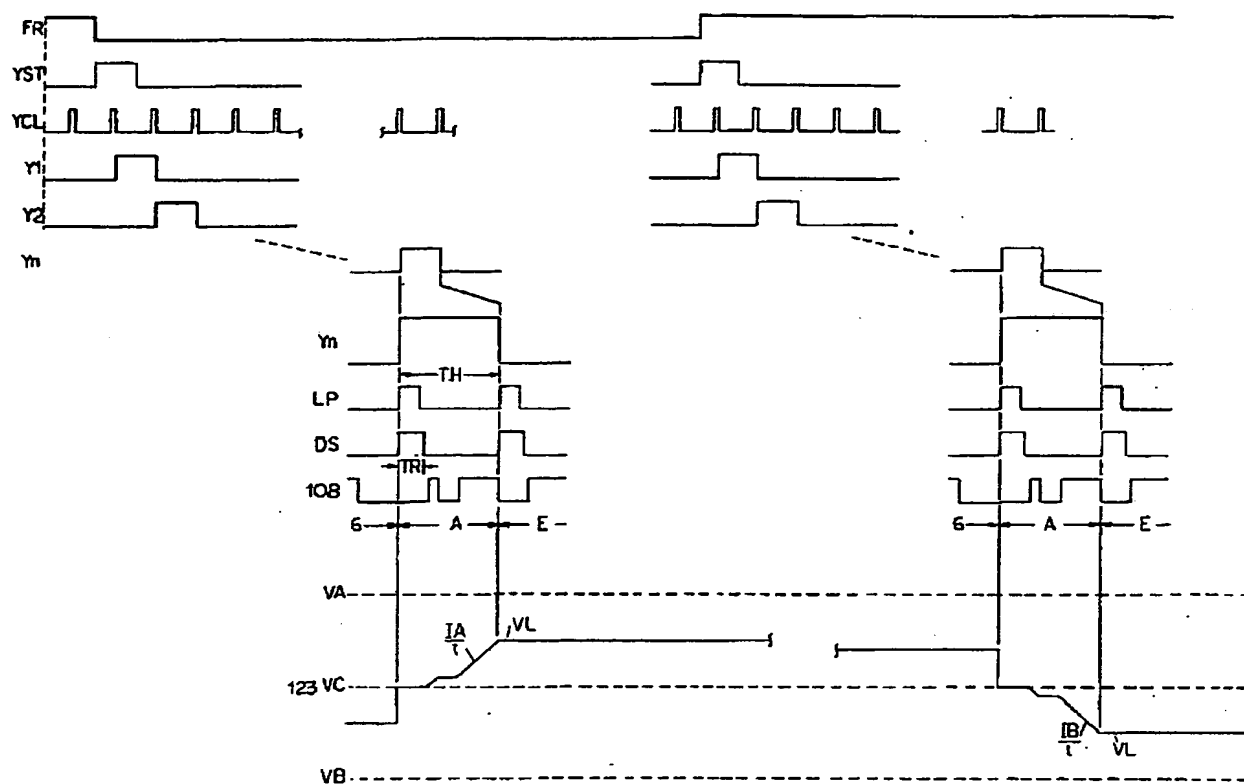 FR
YST
YCL
Y1
Y2
Yn
Yn
TH
LP
DS
TR
108
6 A E
6 A E
VA
IA VL
τ
123 VC
IB VL
τ
VB